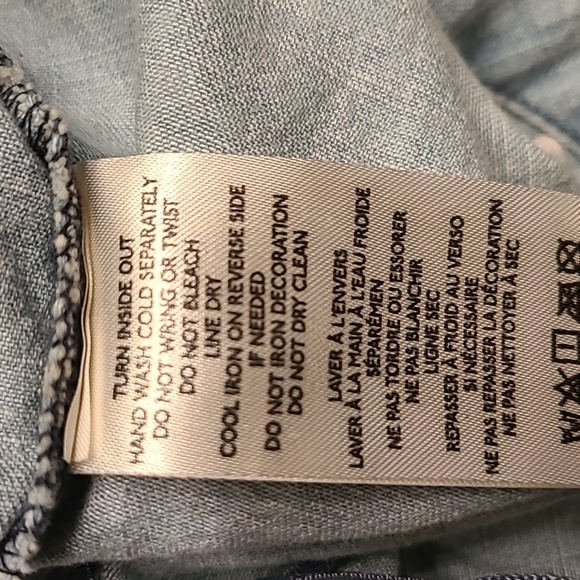 TURN INSIDE OUT
HAND WASH COLD SEPARATELY
DO NOT WRING OR TWIST
DO NOT BLEACH
LINE DRY
COOL IRON ON REVERSE SIDE
IF NEEDED
DO NOT IRON DECORATION
DO NOT DRY CLEAN
LAVER À L'ENVERS
LAVER À LA MAIN À L'EAU FROIDE
SEPARÉMEN
NE PAS TORDRE OU ESSORER
NE PAS BLANCHIR
LIGNE SEC
REPASSER À FROID AU VERSO
SI NÉCESSAIRE
NE PAS REPASSER LA DÉCORATION
NE PAS NETTOYER À SEC